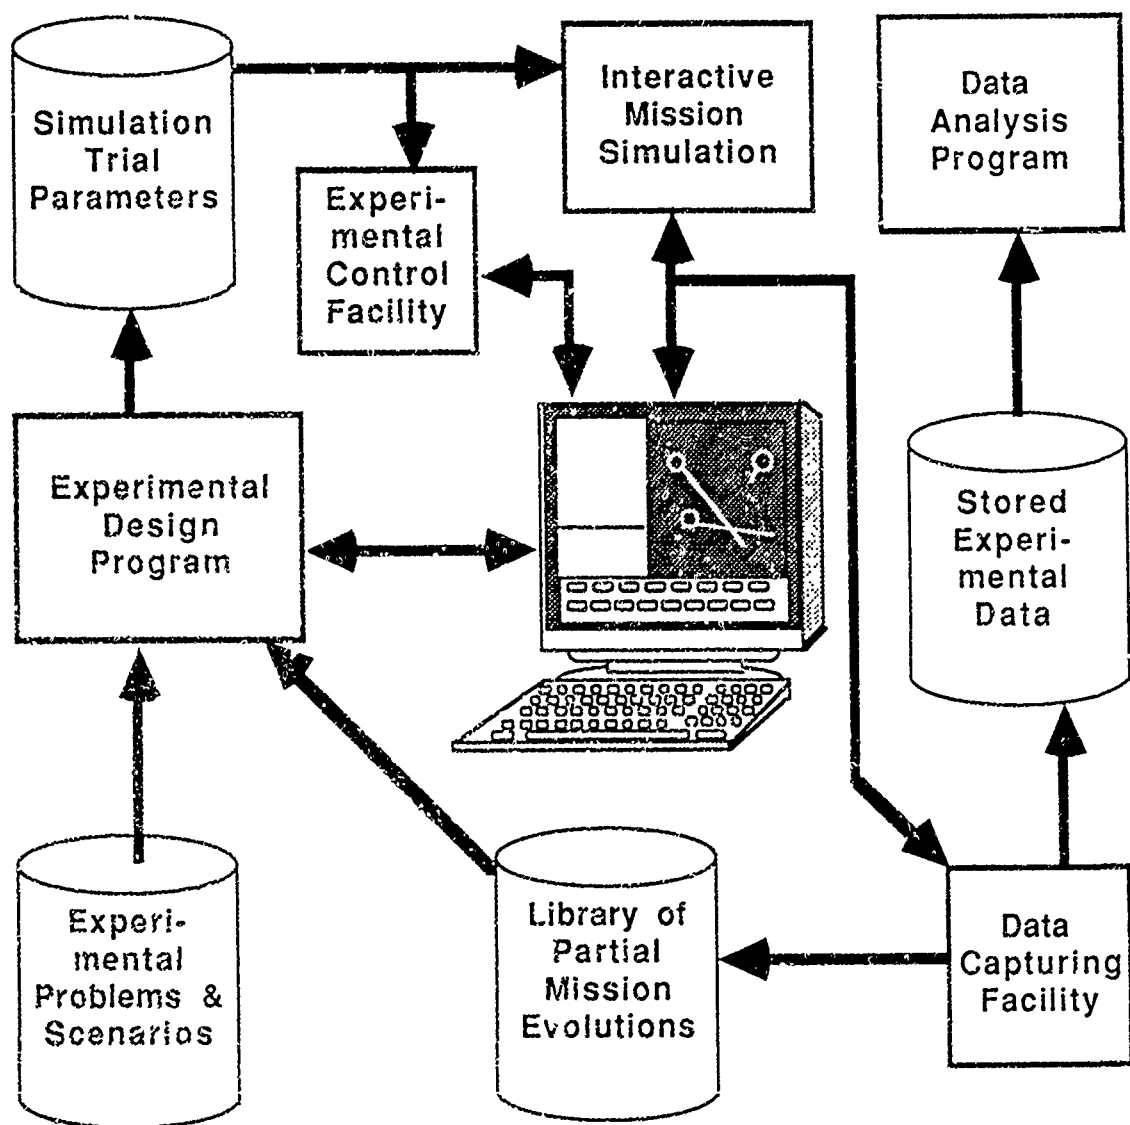 Simulation
Trial
Parameters
Interactive
Mission
Simulation
Data
Analysis
Program
Experi-
mental
Control
Facility
Experimental
Design
Program
Stored
Experi-
mental
Data
Experi-
mental
Problems &
Scenarios
Library of
Partial
Mission
Evolutions
Data
Capturing
Facility